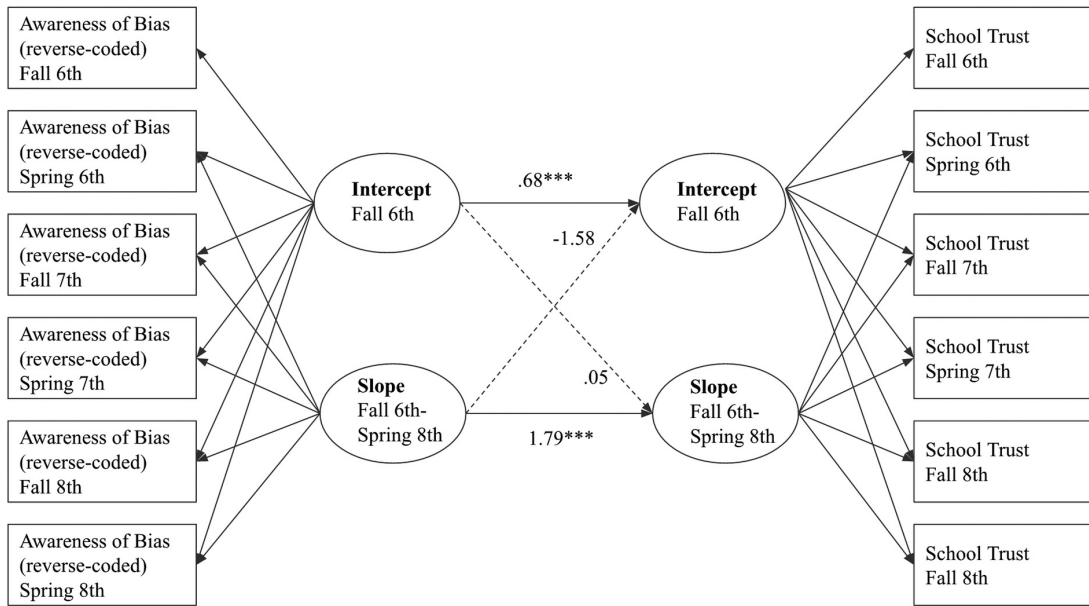 Awareness of Bias
(reverse-coded)
Fall 6th
Awareness of Bias
(reverse-coded)
Spring 6th
Awareness of Bias
(reverse-coded)
Fall 7th
Awareness of Bias
(reverse-coded)
Spring 7th
Awareness of Bias
(reverse-coded)
Fall 8th
Awareness of Bias
(reverse-coded)
Spring 8th
Intercept
Fall 6th
Slope
Fall 6th-
Spring 8th
.68***
-1.58
.05
1.79***
Intercept
Fall 6th
Slope
Fall 6th-
Spring 8th
School Trust
Fall 6th
School Trust
Spring 6th
School Trust
Fall 7th
School Trust
Spring 7th
School Trust
Fall 8th
School Trust
Fall 8th